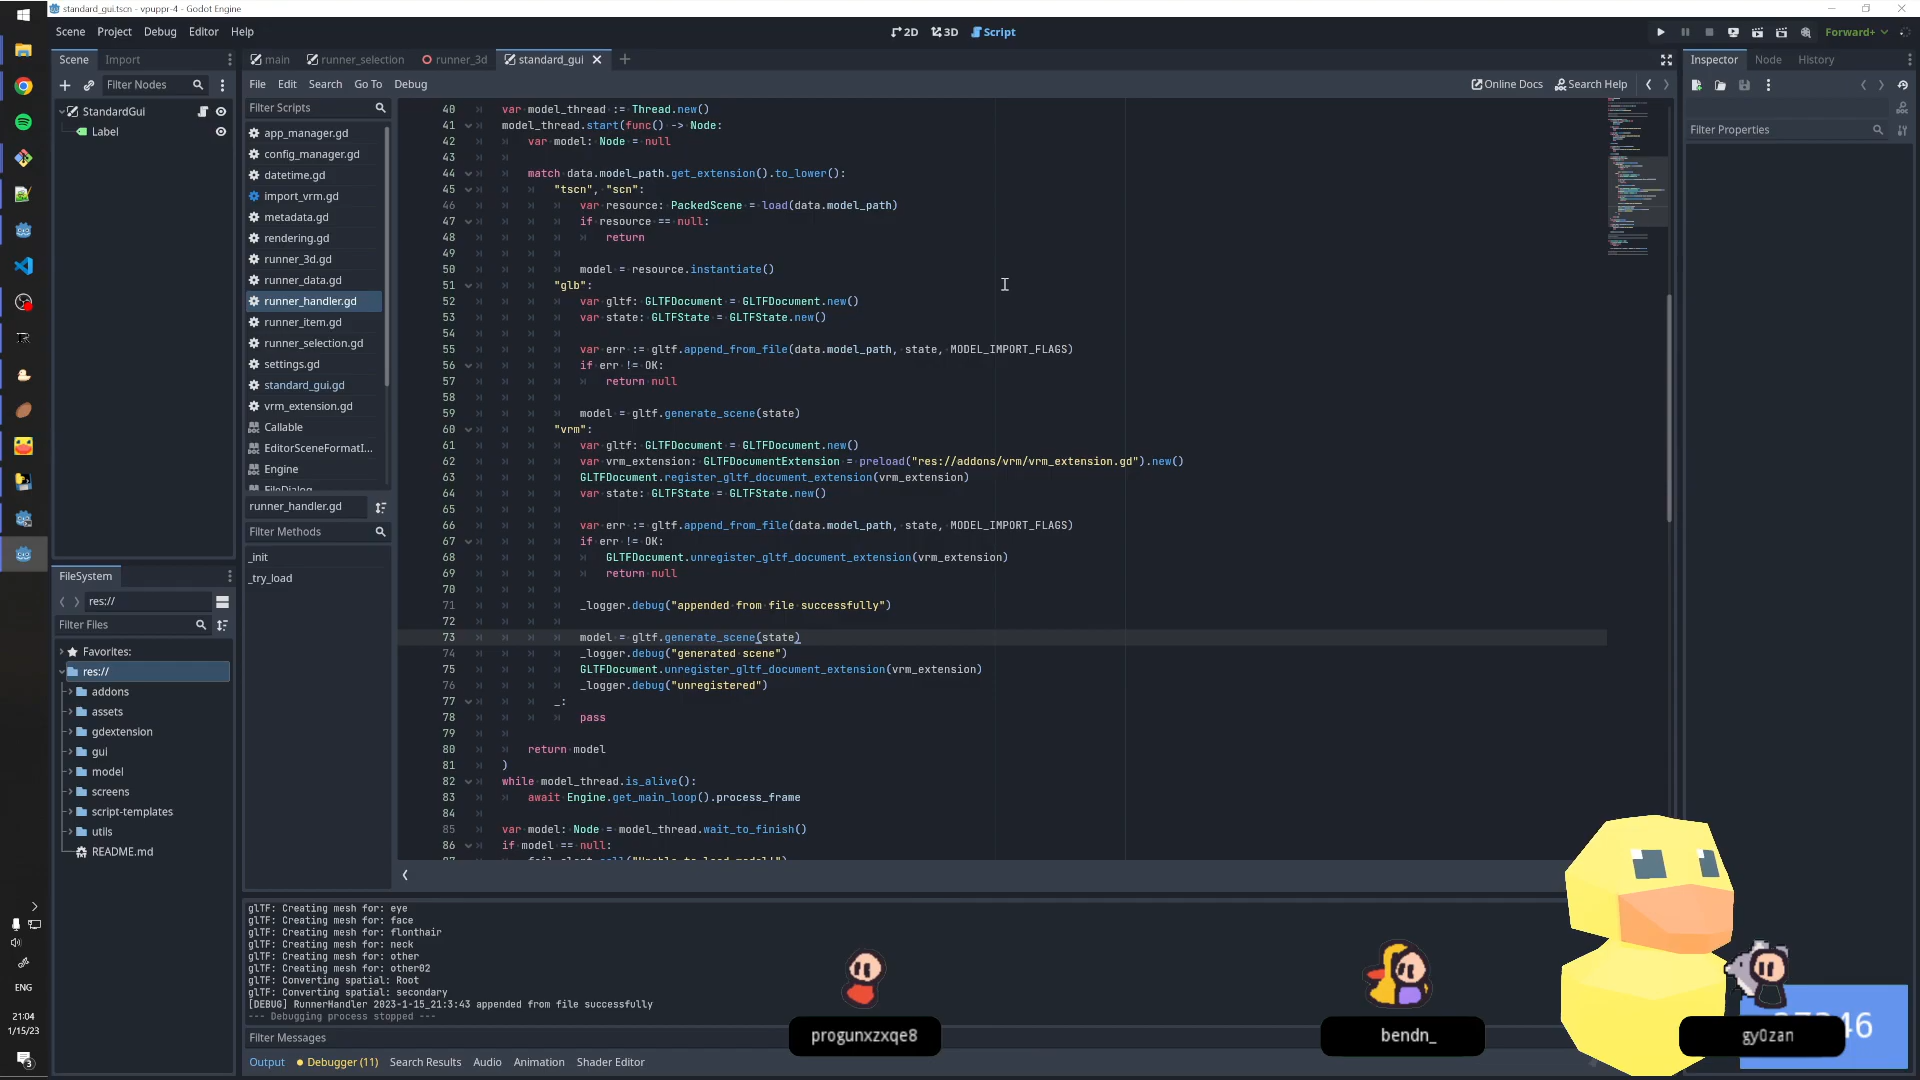 standard_gui.tscn - vpuppr-4 - Godot Engine
Scene Project Debug Editor Help
2D 3D Script
Forward+
Scene Import
main runner_selection runner_3d standard_gui
Inspector Node History
Filter Nodes
File Edit Search Go To Debug
Online Docs Search Help
StandardGui
Label
Filter Scripts
Filter Properties
app_manager.gd
config_manager.gd
datetime.gd
import_vrm.gd
metadata.gd
rendering.gd
runner_3d.gd
runner_data.gd
runner_handler.gd
runner_item.gd
runner_selection.gd
settings.gd
standard_gui.gd
vrm_extension.gd
Callable
EditorSceneFormatI...
Engine
FileDialog
runner_handler.gd
Filter Methods
_init
_try_load
40 var model_thread := Thread.new()
41 model_thread.start(func() -> Node:
42 var model: Node = null
43
44 match data.model_path.get_extension().to_lower():
45 "tscn", "scn":
46 var resource: PackedScene = load(data.model_path)
47 if resource == null:
48 return
49
50 model = resource.instantiate()
51 "glb":
52 var gltf: GLTFDocument = GLTFDocument.new()
53 var state: GLTFState = GLTFState.new()
54
55 var err := gltf.append_from_file(data.model_path, state, MODEL_IMPORT_FLAGS)
56 if err != OK:
57 return null
58
59 model = gltf.generate_scene(state)
60 "vrm":
61 var gltf: GLTFDocument = GLTFDocument.new()
62 var vrm_extension: GLTFDocumentExtension = preload("res://addons/vrm/vrm_extension.gd").new()
63 GLTFDocument.register_gltf_document_extension(vrm_extension)
64 var state: GLTFState = GLTFState.new()
65
66 var err := gltf.append_from_file(data.model_path, state, MODEL_IMPORT_FLAGS)
67 if err != OK:
68 GLTFDocument.unregister_gltf_document_extension(vrm_extension)
69 return null
70
71 _logger.debug("appended from file successfully")
72
73 model = gltf.generate_scene(state)
74 _logger.debug("generated scene")
75 GLTFDocument.unregister_gltf_document_extension(vrm_extension)
76 _logger.debug("unregistered")
77 _:
78 pass
79
80 return model
81 )
82 while model_thread.is_alive():
83 await Engine.get_main_loop().process_frame
84
85 var model: Node = model_thread.wait_to_finish()
86 if model == null:
FileSystem
res://
Filter Files
Favorites:
res://
addons
assets
gdextension
gui
model
screens
script-templates
utils
README.md
glTF: Creating mesh for: eye
glTF: Creating mesh for: face
glTF: Creating mesh for: flonthair
glTF: Creating mesh for: neck
glTF: Creating mesh for: other
glTF: Creating mesh for: other02
glTF: Converting spatial: Root
glTF: Converting spatial: secondary
[DEBUG] RunnerHandler 2023-1-15_21:3:43 appended from file successfully
--- Debugging process stopped ---
Filter Messages
Output Debugger (11) Search Results Audio Animation Shader Editor
progunxzxqe8
bendn_
gy0zan
46
ENG
21:04
1/15/23
3